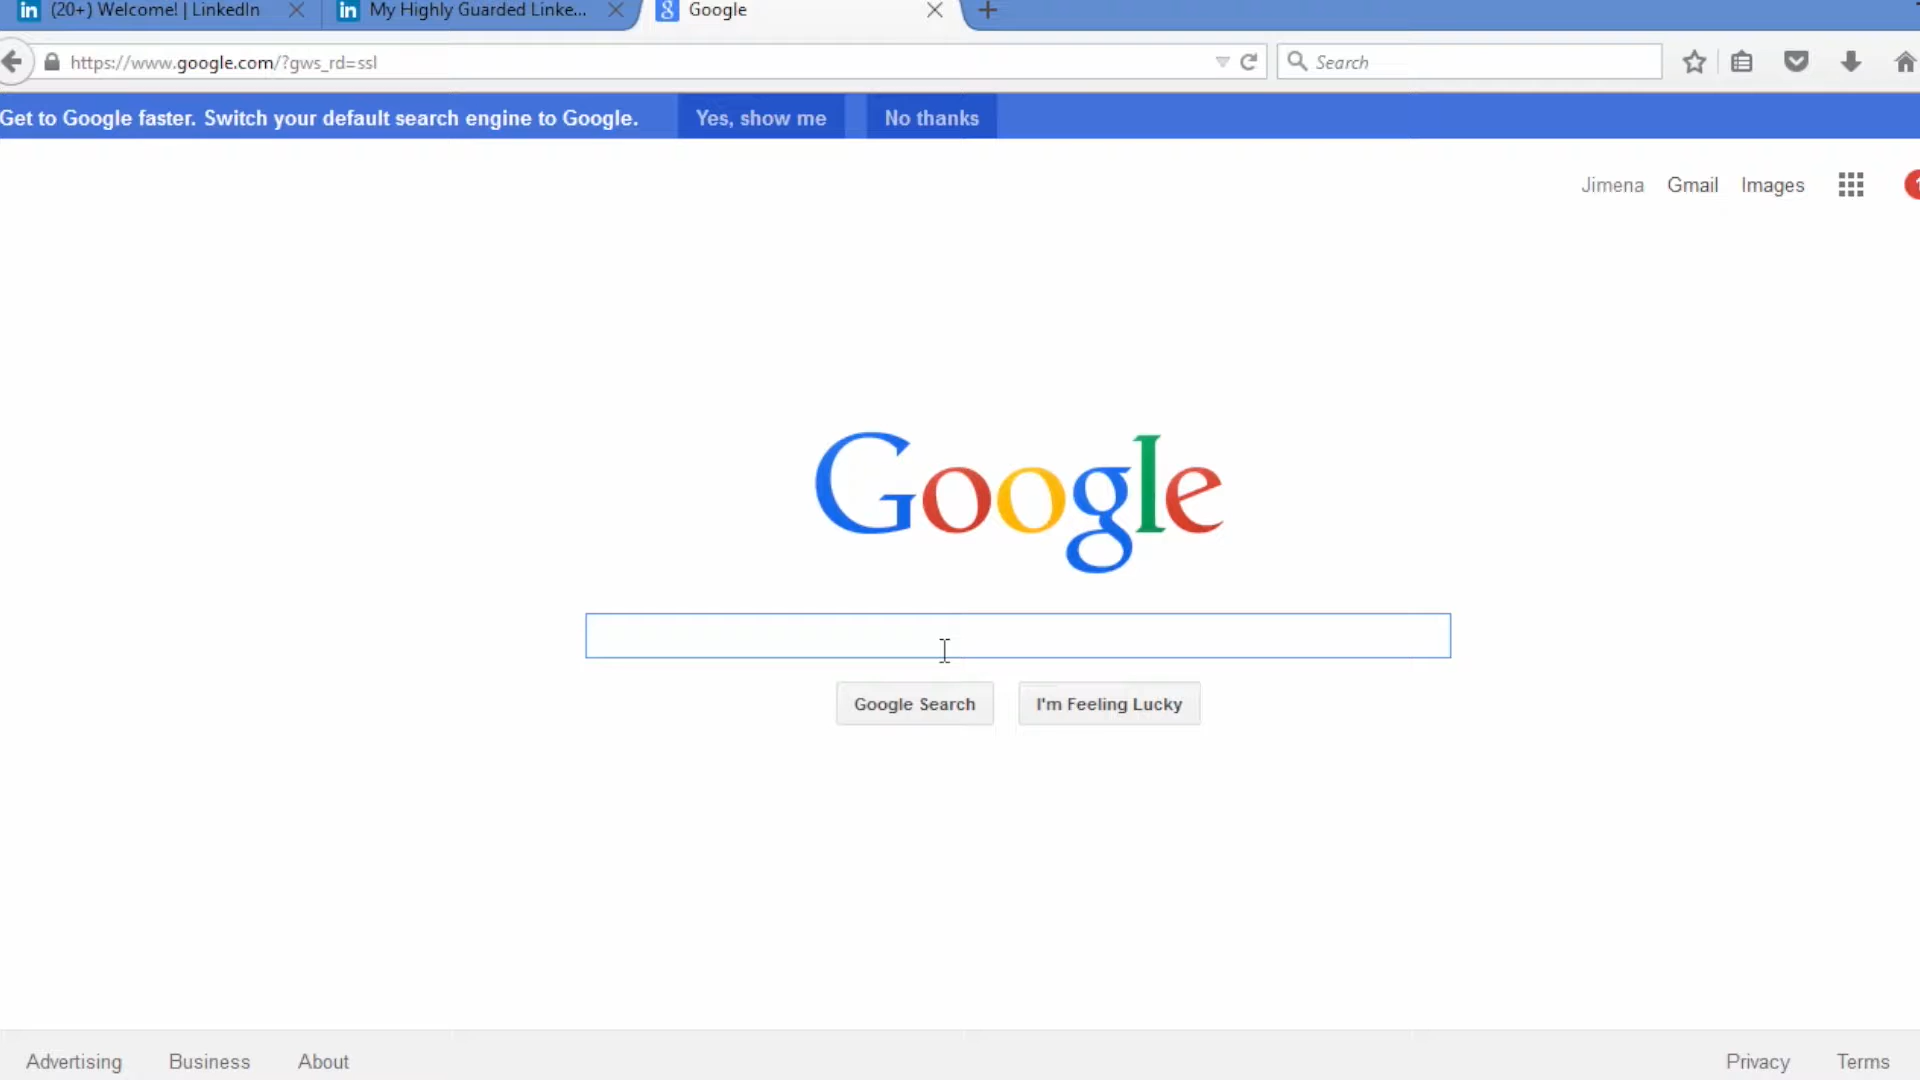 (20+) Welcome! | LinkedIn
My Highly Guarded Linke...
Google
https://www.google.com/?gws_rd=ssl
Search
Get to Google faster. Switch your default search engine to Google.
Yes, show me
No thanks
Jimena
Gmail
Images
Google
Google Search
I'm Feeling Lucky
Advertising
Business
About
Privacy
Terms